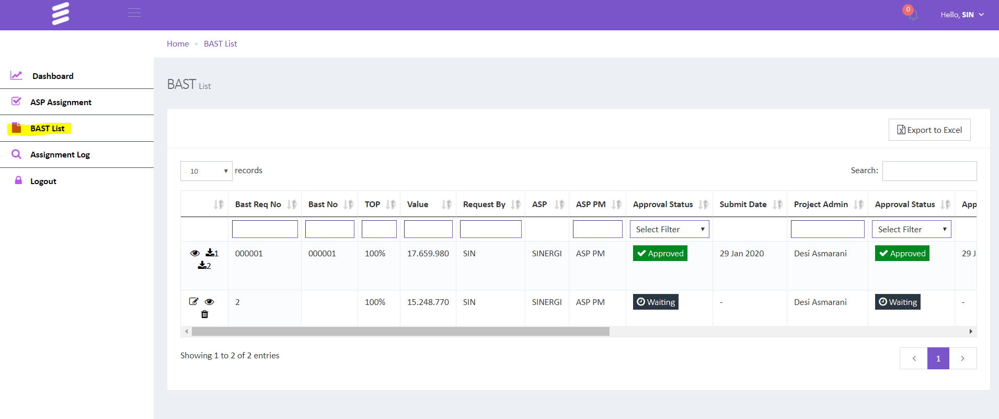 0
Hello, SIN
Home • BAST List
Dashboard
ASP Assignment
BAST List
Assignment Log
Logout
BAST List
Export to Excel
10 records
Search:
Bast Req No Bast No TOP Value Request By ASP ASP PM Approval Status Submit Date Project Admin Approval Status App
Select Filter Select Filter
1 000001 000001 100% 17.659.980 SIN SINERGI ASP PM Approved 29 Jan 2020 Desi Asmarani Approved 29 J
2
2 100% 15.248.770 SIN SINERGI ASP PM Waiting - Desi Asmarani Waiting -
Showing 1 to 2 of 2 entries
1